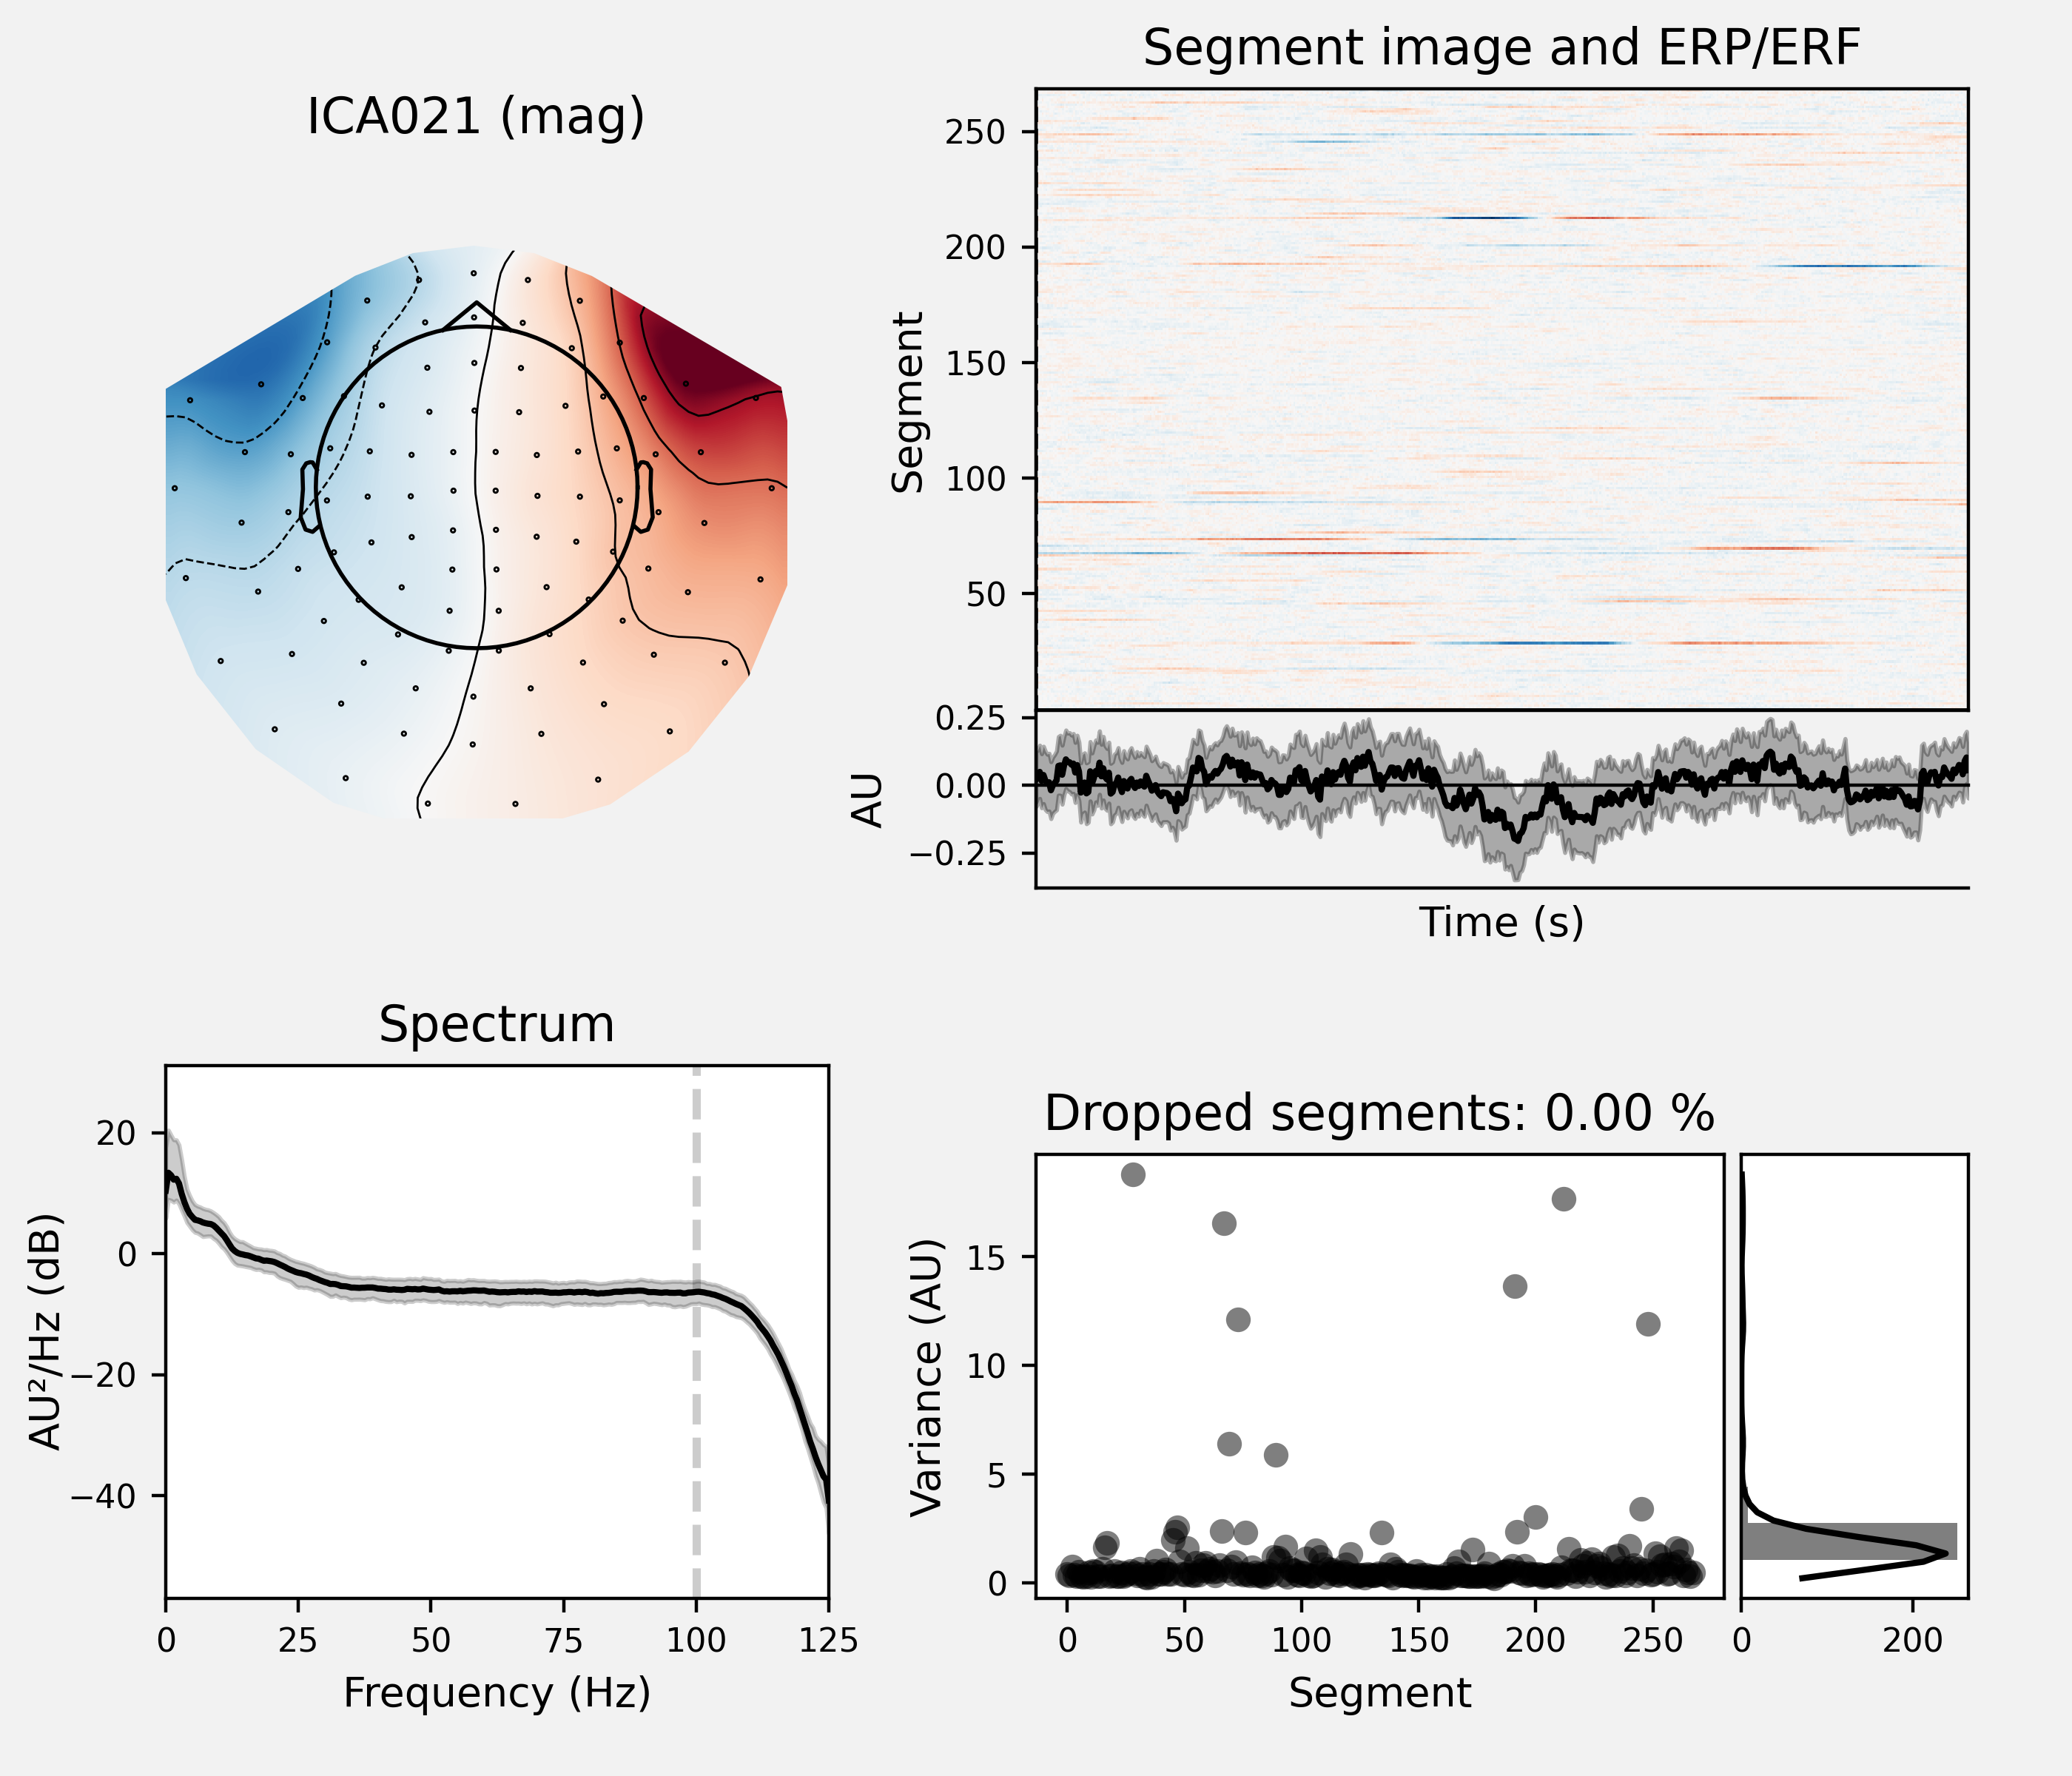 ICA021 (mag)
Segment image and ERP/ERF
Segment
250
200
150
100
50
AU
0.25
0.00
−0.25
Time (s)
Spectrum
AU²/Hz (dB)
20
0
−20
−40
0 25 50 75 100 125
Frequency (Hz)
Dropped segments: 0.00 %
Variance (AU)
15
10
5
0
0 50 100 150 200 250
Segment
0 200